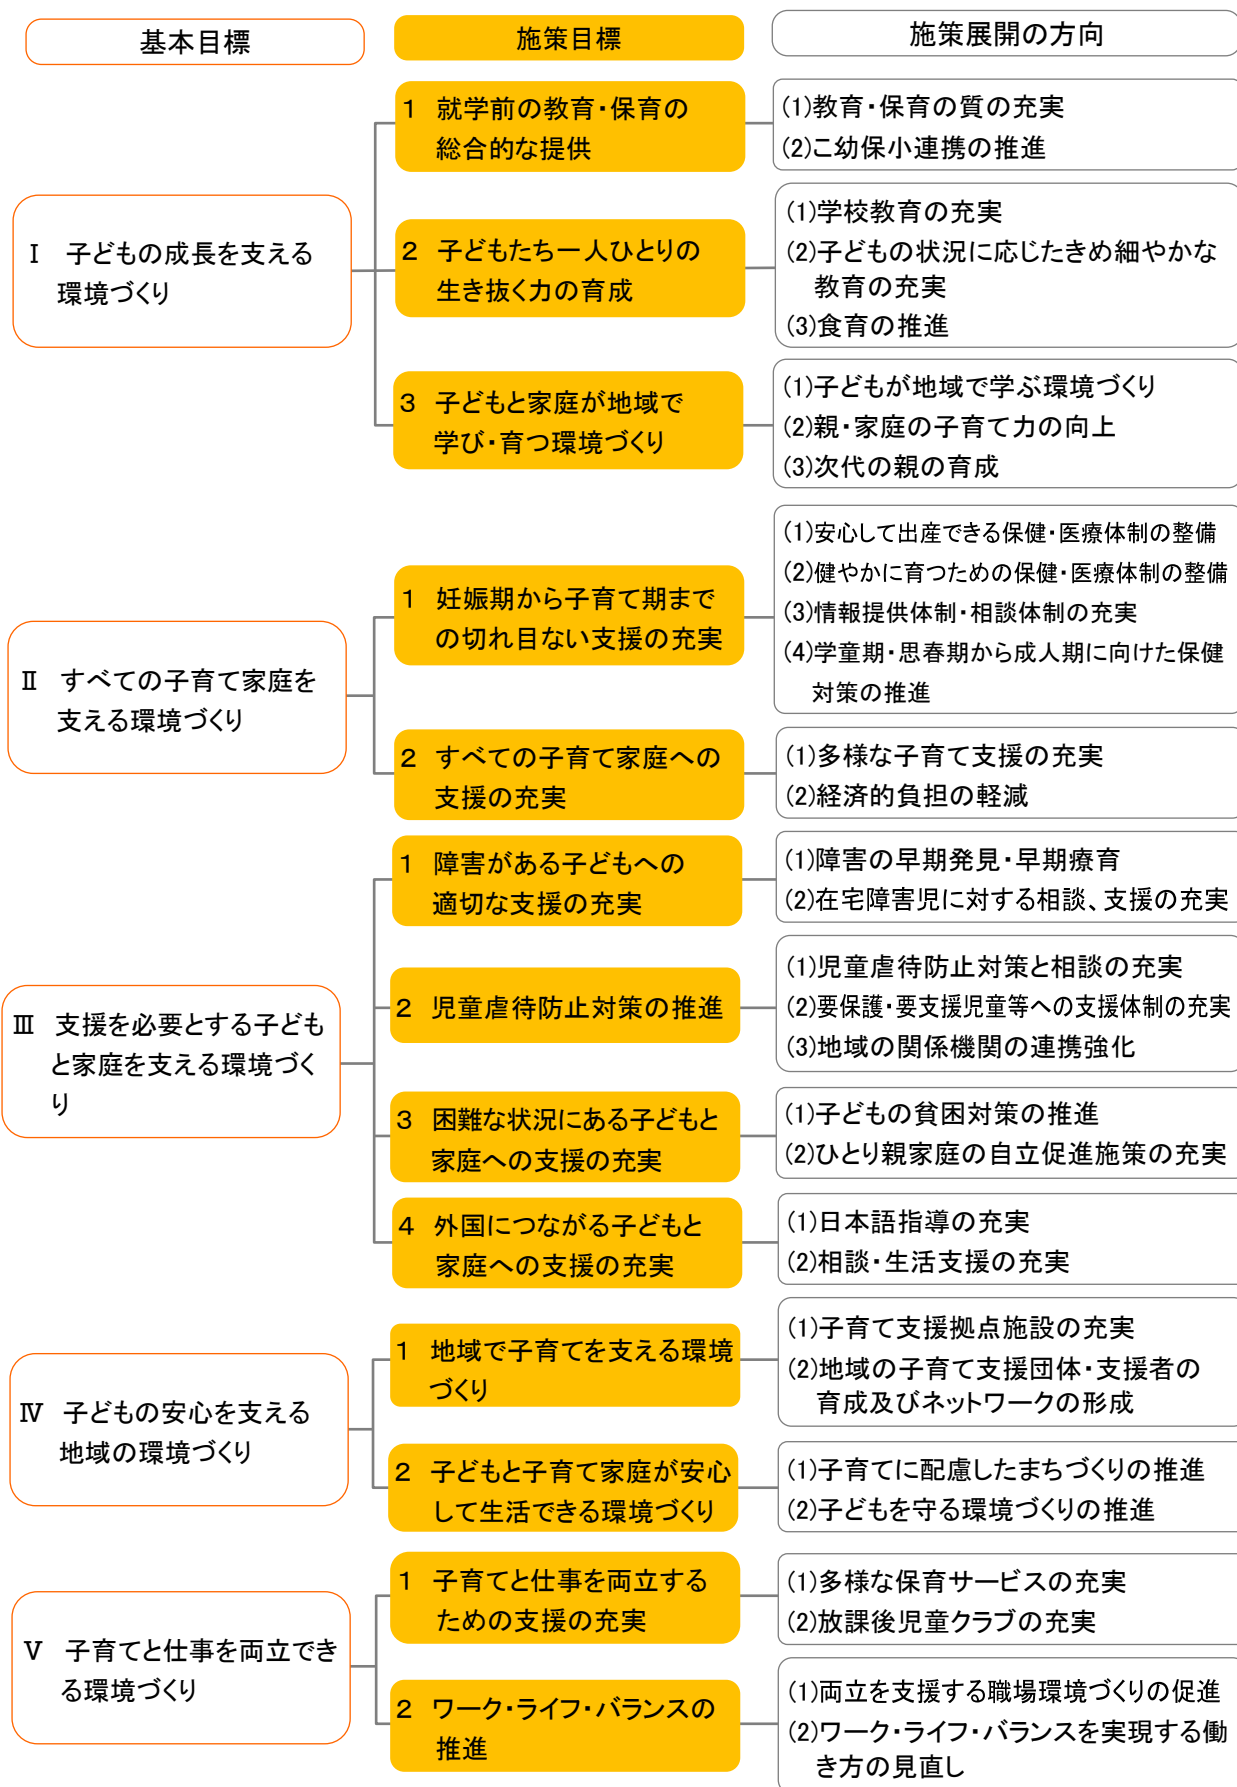 基本目標
施策目標
施策展開の方向
Ⅰ 子どもの成長を支える
環境づくり
1 就学前の教育・保育の
総合的な提供
(1)教育・保育の質の充実
(2)こ幼保小連携の推進
2 子どもたち一人ひとりの
生き抜く力の育成
(1)学校教育の充実
(2)子どもの状況に応じたきめ細やかな
教育の充実
(3)食育の推進
3 子どもと家庭が地域で
学び・育つ環境づくり
(1)子どもが地域で学ぶ環境づくり
(2)親・家庭の子育て力の向上
(3)次代の親の育成
Ⅱ すべての子育て家庭を
支える環境づくり
1 妊娠期から子育て期まで
の切れ目ない支援の充実
(1)安心して出産できる保健・医療体制の整備
(2)健やかに育つための保健・医療体制の整備
(3)情報提供体制・相談体制の充実
(4)学童期・思春期から成人期に向けた保健
対策の推進
2 すべての子育て家庭への
支援の充実
(1)多様な子育て支援の充実
(2)経済的負担の軽減
Ⅲ 支援を必要とする子ども
と家庭を支える環境づく
り
1 障害がある子どもへの
適切な支援の充実
(1)障害の早期発見・早期療育
(2)在宅障害児に対する相談、支援の充実
2 児童虐待防止対策の推進
(1)児童虐待防止対策と相談の充実
(2)要保護・要支援児童等への支援体制の充実
(3)地域の関係機関の連携強化
3 困難な状況にある子どもと
家庭への支援の充実
(1)子どもの貧困対策の推進
(2)ひとり親家庭の自立促進施策の充実
4 外国につながる子どもと
家庭への支援の充実
(1)日本語指導の充実
(2)相談・生活支援の充実
Ⅳ 子どもの安心を支える
地域の環境づくり
1 地域で子育てを支える環境
づくり
(1)子育て支援拠点施設の充実
(2)地域の子育て支援団体・支援者の
育成及びネットワークの形成
2 子どもと子育て家庭が安心
して生活できる環境づくり
(1)子育てに配慮したまちづくりの推進
(2)子どもを守る環境づくりの推進
Ⅴ 子育てと仕事を両立でき
る環境づくり
1 子育てと仕事を両立する
ための支援の充実
(1)多様な保育サービスの充実
(2)放課後児童クラブの充実
2 ワーク・ライフ・バランスの
推進
(1)両立を支援する職場環境づくりの促進
(2)ワーク・ライフ・バランスを実現する働
き方の見直し